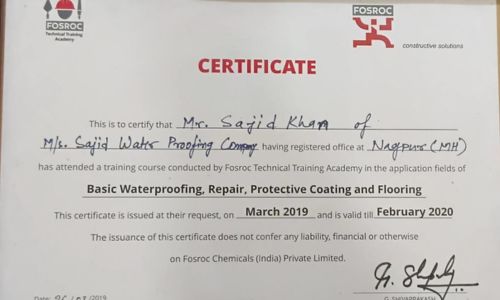 FOSROC
Technical Training
Academy
FOSROC
constructive solutions
CERTIFICATE
This is to certify that Mr. Sajid Khan of
M/s. Sajid Water Proofing Company having registered office at Nagpur (MH)
has attended a training course conducted by Fosroc Technical Training Academy in the application fields of
Basic Waterproofing, Repair, Protective Coating and Flooring
This certificate is issued at their request, on March 2019 and is valid till February 2020
The issuance of this certificate does not confer any liability, financial or otherwise
on Fosroc Chemicals (India) Private Limited.
Date: /2019
G. SHIVAPRAKASH